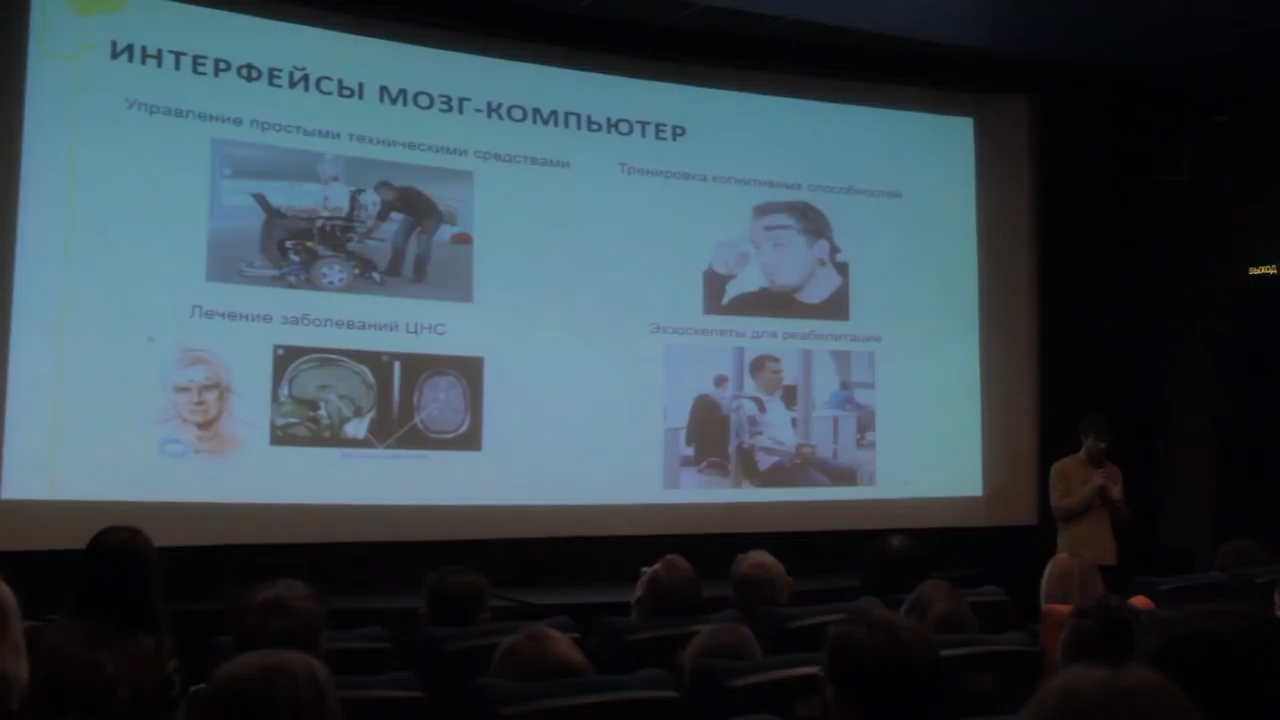 ИНТЕРФЕЙСЫ МОЗГ-КОМПЬЮТЕР
Управление простыми техническими средствами
Тренировка когнитивных способностей
Лечение заболеваний ЦНС
Экзоскелеты для реабилитации
ВЫХОД